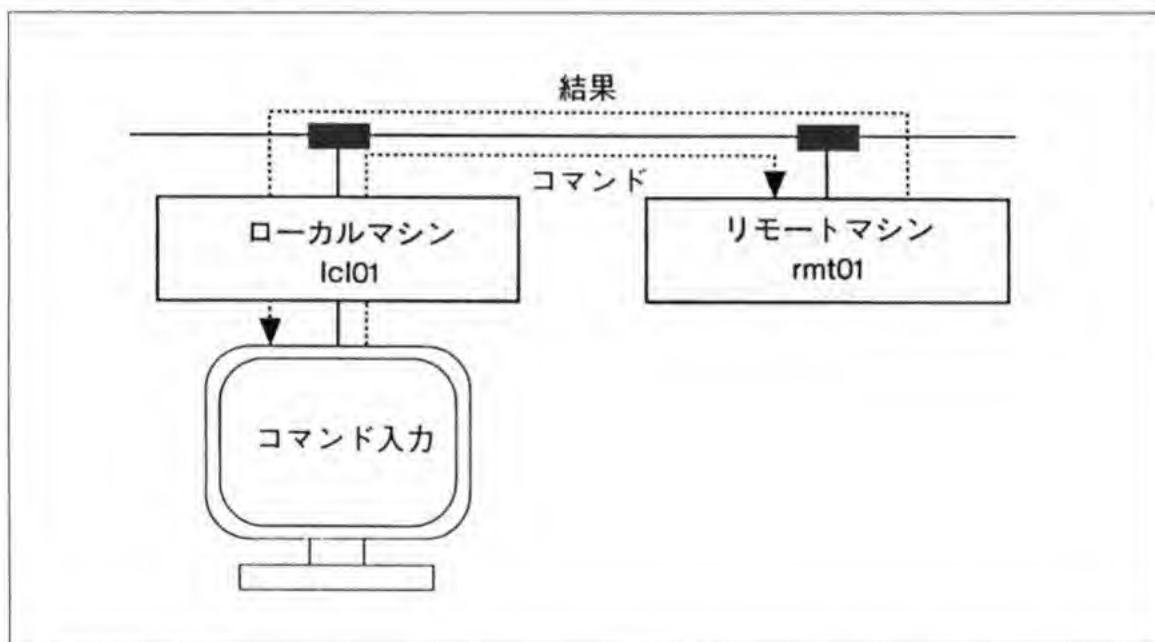 結果
コマンド
ローカルマシン
lcl01
リモートマシン
rmt01
コマンド入力